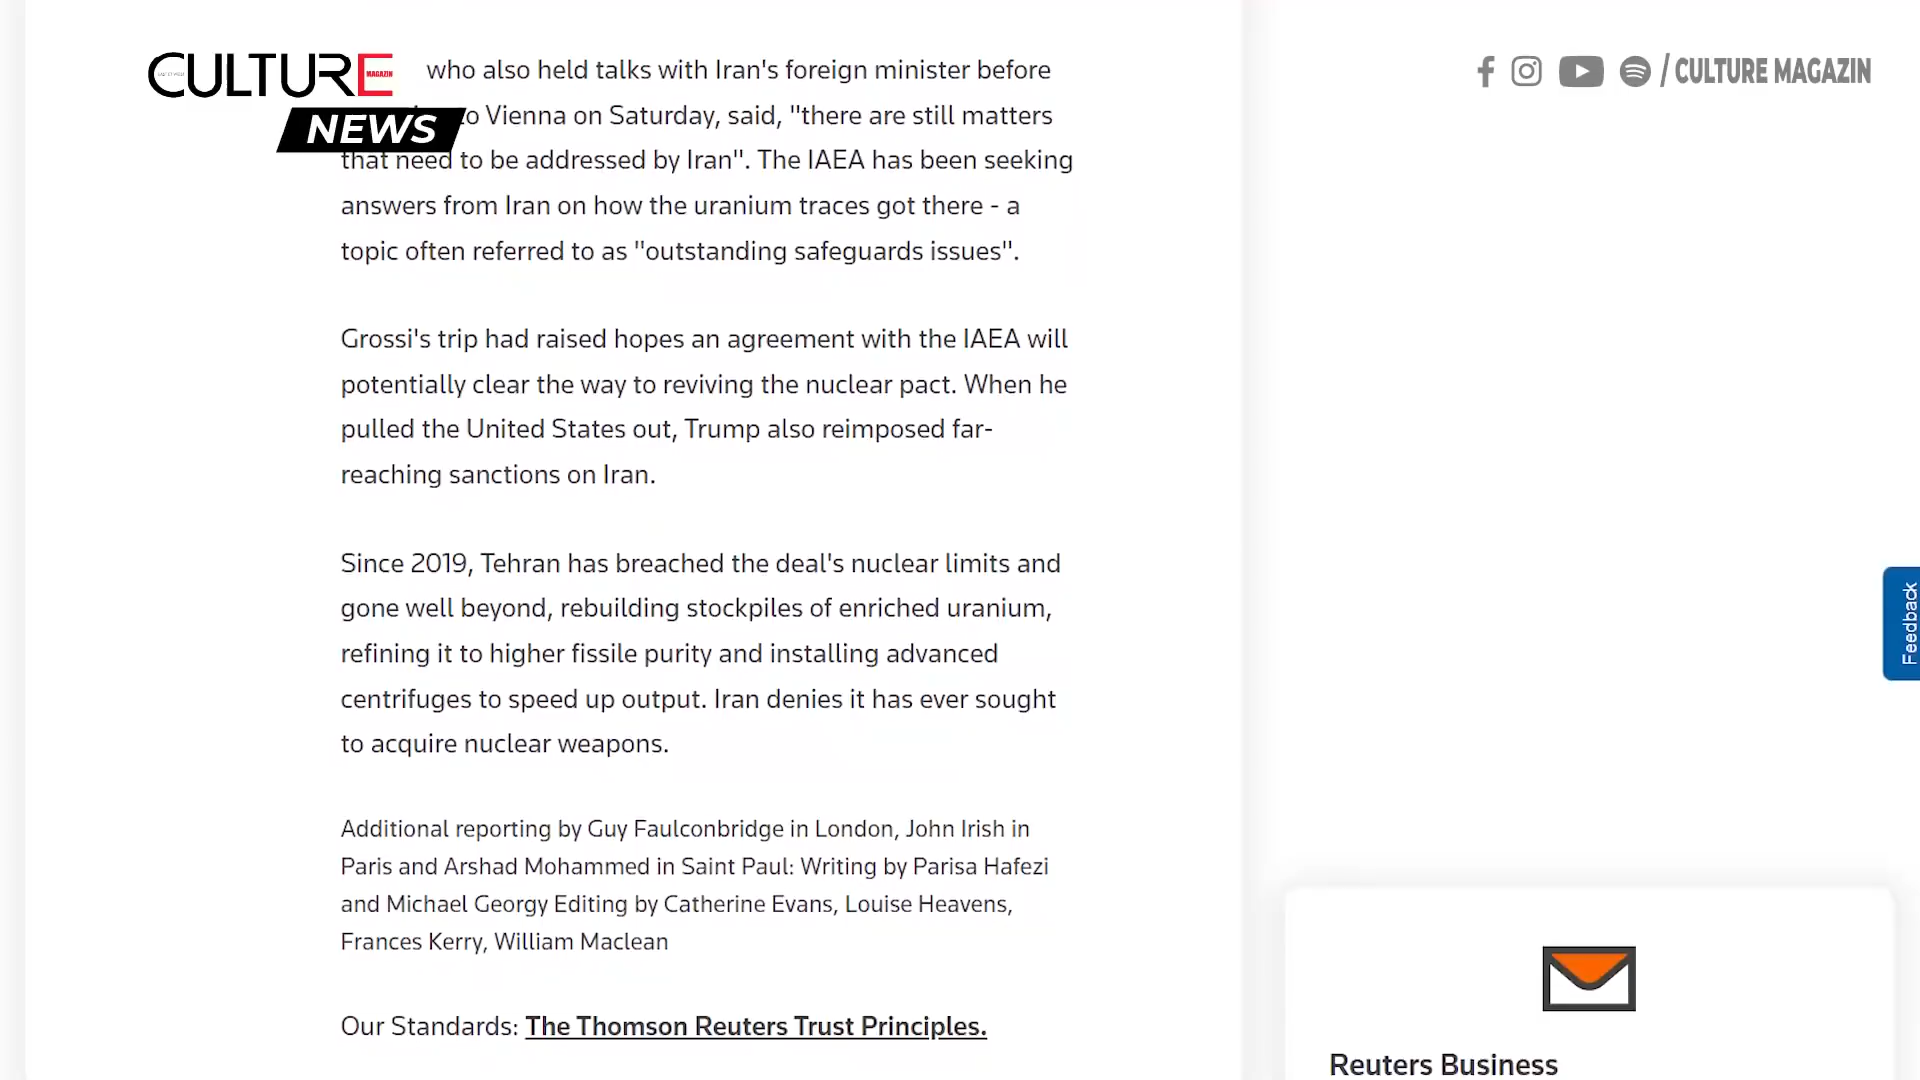 CULTURE
MAGAZIN
NEWS
/ CULTURE MAGAZIN
who also held talks with Iran's foreign minister before
to Vienna on Saturday, said, "there are still matters
that need to be addressed by Iran". The IAEA has been seeking
answers from Iran on how the uranium traces got there - a
topic often referred to as "outstanding safeguards issues".
Grossi's trip had raised hopes an agreement with the IAEA will
potentially clear the way to reviving the nuclear pact. When he
pulled the United States out, Trump also reimposed far-
reaching sanctions on Iran.
Since 2019, Tehran has breached the deal's nuclear limits and
gone well beyond, rebuilding stockpiles of enriched uranium,
refining it to higher fissile purity and installing advanced
centrifuges to speed up output. Iran denies it has ever sought
to acquire nuclear weapons.
Additional reporting by Guy Faulconbridge in London, John Irish in
Paris and Arshad Mohammed in Saint Paul: Writing by Parisa Hafezi
and Michael Georgy Editing by Catherine Evans, Louise Heavens,
Frances Kerry, William Maclean
Our Standards: The Thomson Reuters Trust Principles.
Feedback
Reuters Business